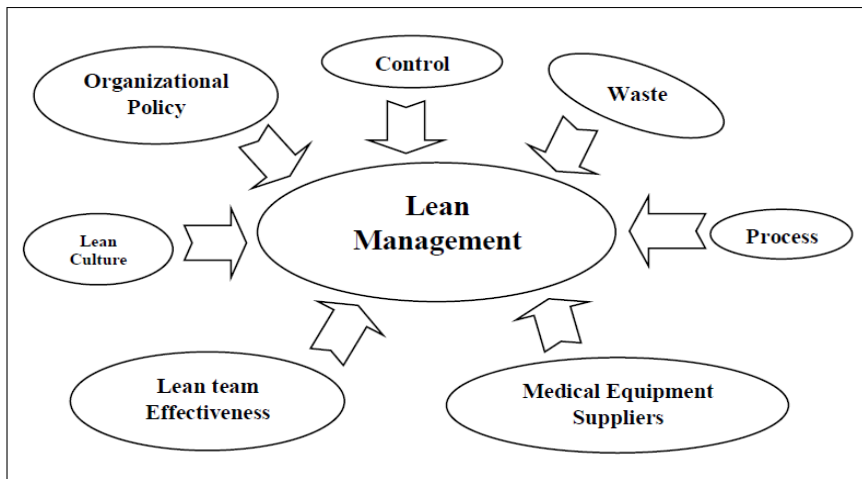 Organizational
Policy
Control
Waste
Lean
Management
Lean
Culture
Process
Lean team
Effectiveness
Medical Equipment
Suppliers